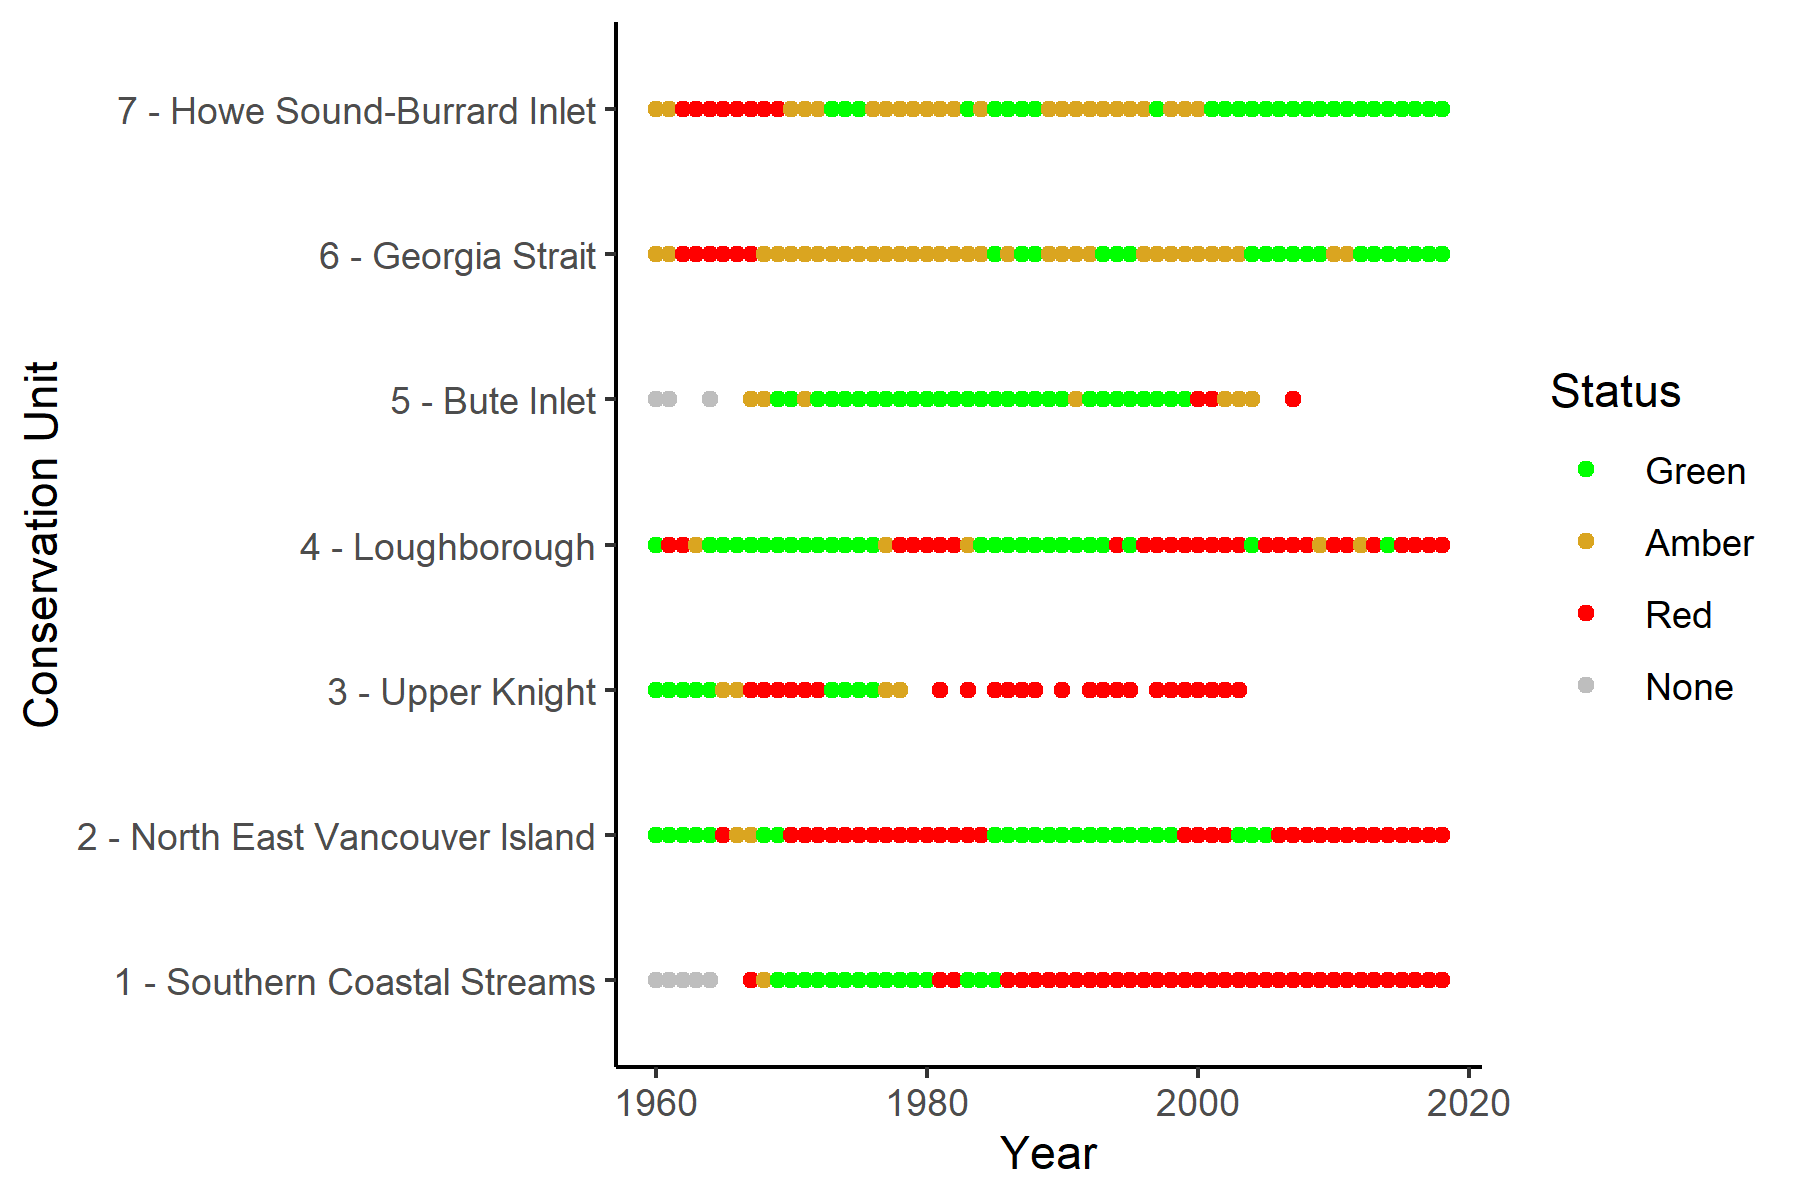 7 - Howe Sound-Burrard Inlet
6 - Georgia Strait
5 - Bute Inlet
4 - Loughborough
3 - Upper Knight
2 - North East Vancouver Island
1 - Southern Coastal Streams
Conservation Unit
1960 1980 2000 2020
Year
Status
Green
Amber
Red
None